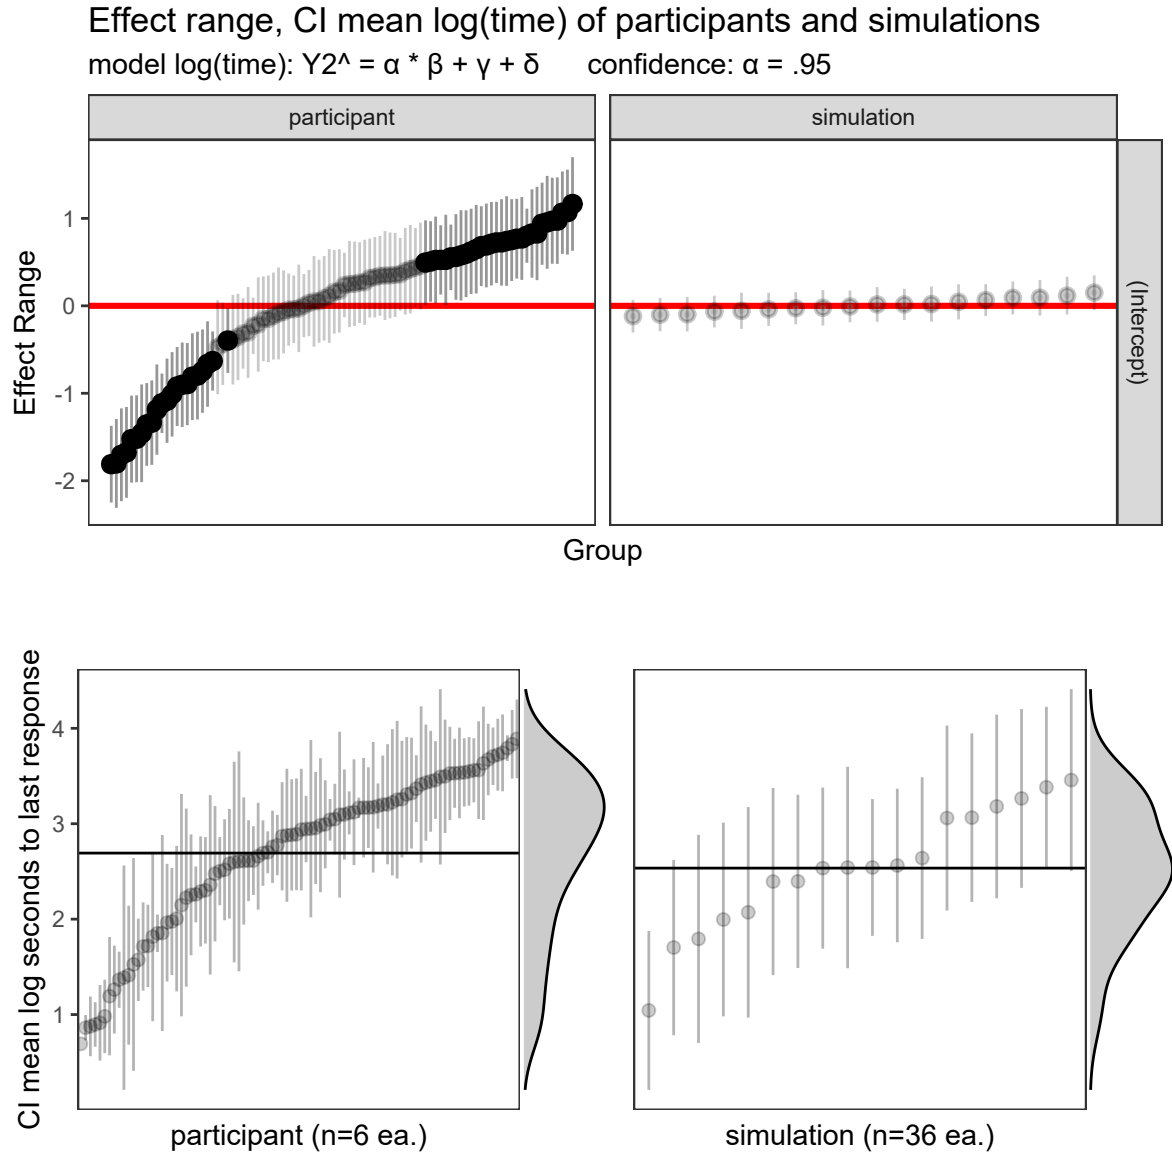 Effect range, CI mean log(time) of participants and simulations
model log(time): Y2^ = α * β + γ + δ confidence: α = .95
participant
simulation
(Intercept)
Effect Range
1
0
-1
-2
Group
CI mean log seconds to last response
4
3
2
1
participant (n=6 ea.)
simulation (n=36 ea.)